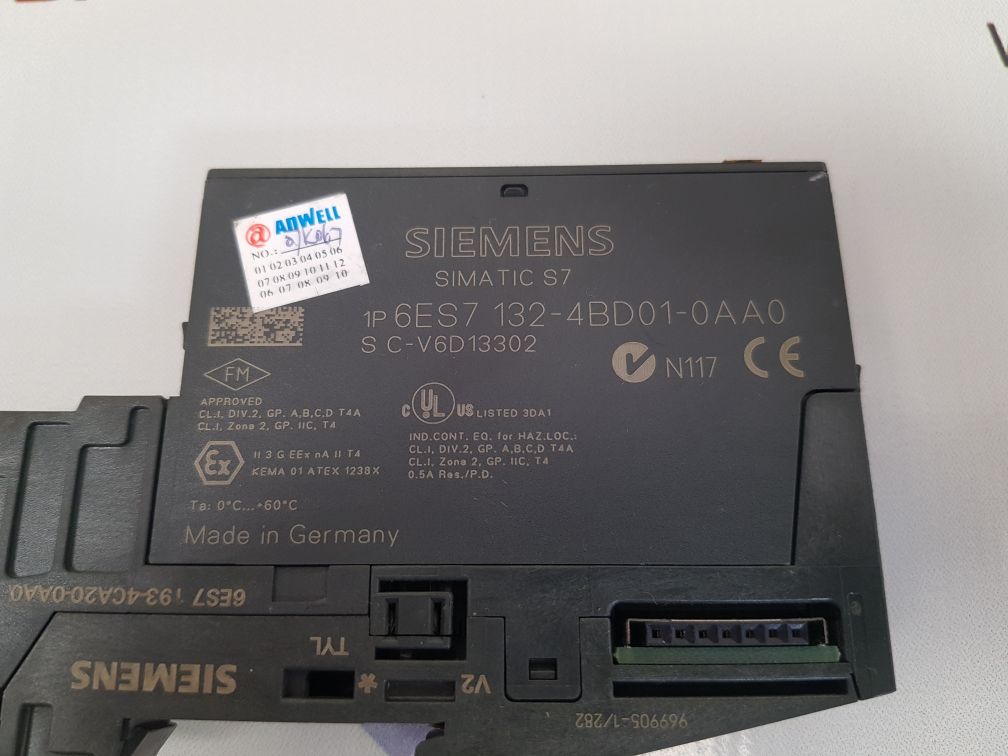 @ ADWELL
NO.:
01 02 03 04 05 06
07 08 09 10 11 12
06 07 08 09 10
SIEMENS
SIMATIC S7
1P 6ES7 132-4BD01-0AA0
S C-V6D13302
N117 CE
FM
APPROVED
CL.I, DIV.2, GP. A,B,C,D T4A
CL.I, Zone 2, GP. IIC, T4
C UL US LISTED 3DA1
IND.CONT. EQ. for HAZ.LOC.:
CL.I, DIV.2, GP. A,B,C,D T4A
CL.I, Zone 2, GP. IIC, T4
0.5A Res./P.D.
Ex II 3 G EEx nA II T4
KEMA 01 ATEX 1238X
Ta: 0°C...+60°C
Made in Germany
6ES7 193-4CA20-0AA0
TYL
SIEMENS
*
V2
969905-1/282